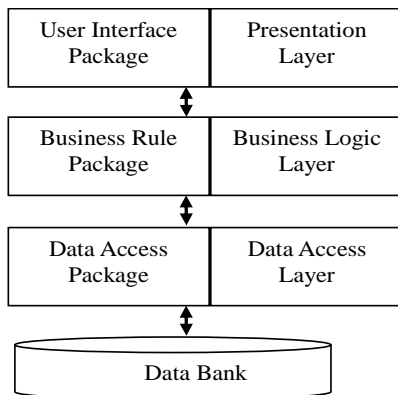 User Interface
Package
Presentation
Layer
Business Rule
Package
Business Logic
Layer
Data Access
Package
Data Access
Layer
Data Bank